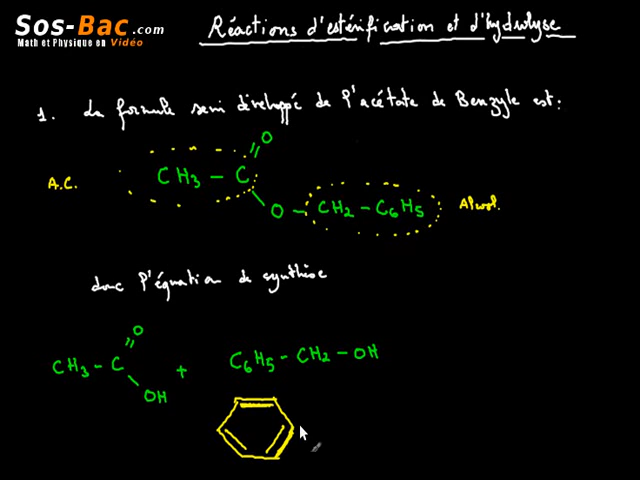 Sos-Bac.com
Math et Physique en Vidéo
Réactions d'estérification et d'hydrolyse
1. La formule semi développé de l'acétate de Benzyle est:
O
A.C. CH3 - C
O - CH2 - C6H5 Alcool.
donc l'équation de synthèse
O
CH3 - C + C6H5 - CH2 - OH
OH